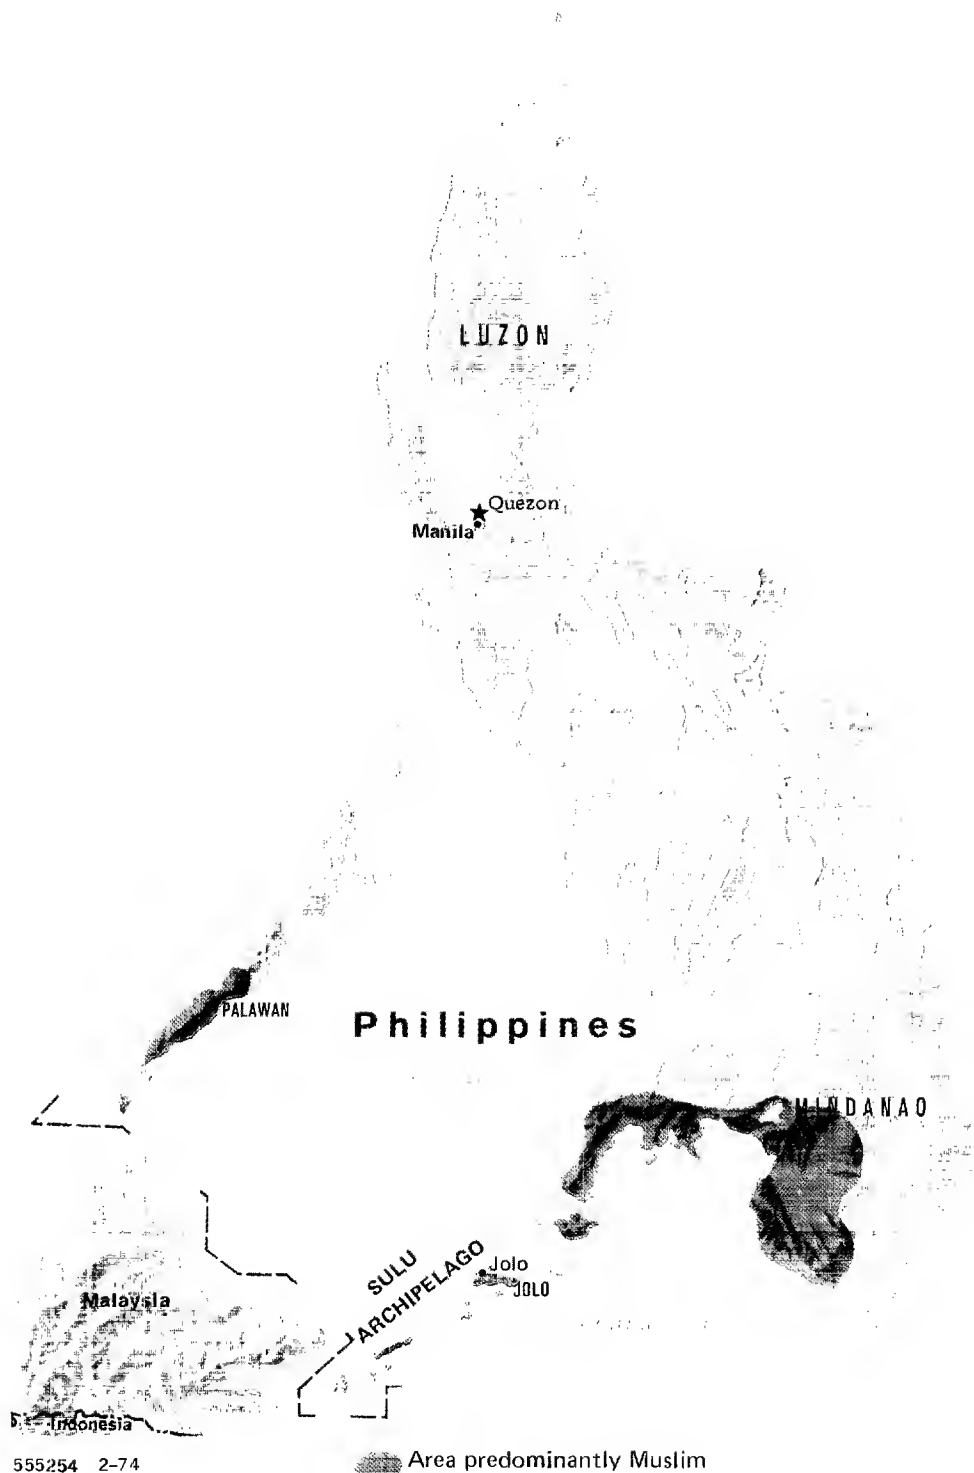 LUZON
Quezon
Manila
PALAWAN
Philippines
MINDANAO
SULU
ARCHIPELAGO
Jolo
JOLO
Malaysia
Indonesia
555254 2-74
Area predominantly Muslim